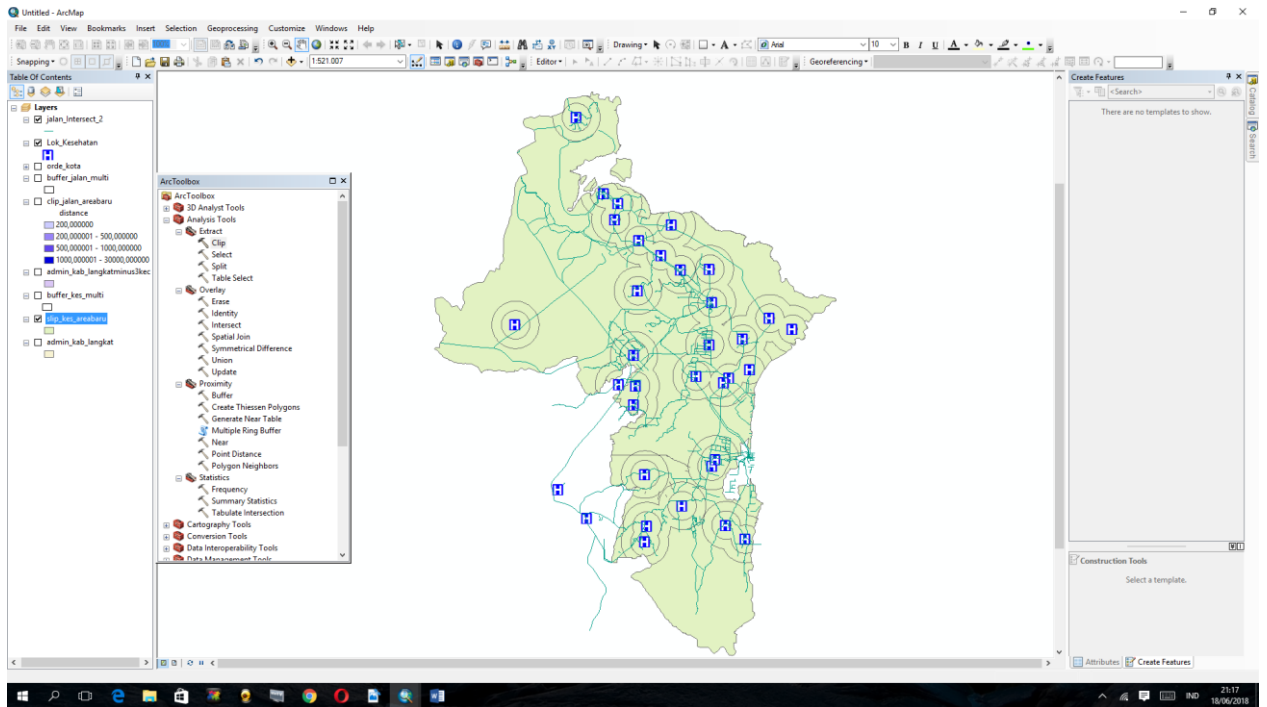 Untitled - ArcMap
File Edit View Bookmarks Insert Selection Geoprocessing Customize Windows Help
Drawing Arial 10 B I U A
Snapping 1:521.007 Editor Georeferencing
Table Of Contents
Layers
jalan_Intersect_2
Lok_Kesehatan
H
orde_kota
buffer_jalan_multi
clip_jalan_areabaru
distance
200,000000
200,000001 - 500,000000
500,000001 - 1000,000000
1000,000001 - 30000,000000
admin_kab_langkatminus3kec
buffer_kes_multi
clip_kes_areabaru
admin_kab_langkat
ArcToolbox
ArcToolbox
3D Analyst Tools
Analysis Tools
Extract
Clip
Select
Split
Table Select
Overlay
Erase
Identity
Intersect
Spatial Join
Symmetrical Difference
Union
Update
Proximity
Buffer
Create Thiessen Polygons
Generate Near Table
Multiple Ring Buffer
Near
Point Distance
Polygon Neighbors
Statistics
Frequency
Summary Statistics
Tabulate Intersection
Cartography Tools
Conversion Tools
Data Interoperability Tools
Data Management Tools
Create Features
<Search>
There are no templates to show.
Construction Tools
Select a template.
Attributes Create Features
Catalog
Search
IND
21:17
18/06/2018